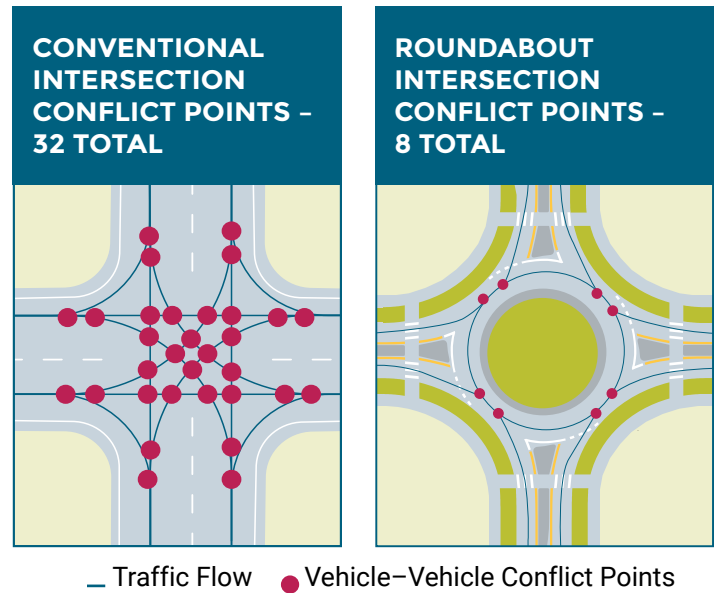 CONVENTIONAL
INTERSECTION
CONFLICT POINTS –
32 TOTAL
ROUNDABOUT
INTERSECTION
CONFLICT POINTS –
8 TOTAL
Traffic Flow
Vehicle–Vehicle Conflict Points